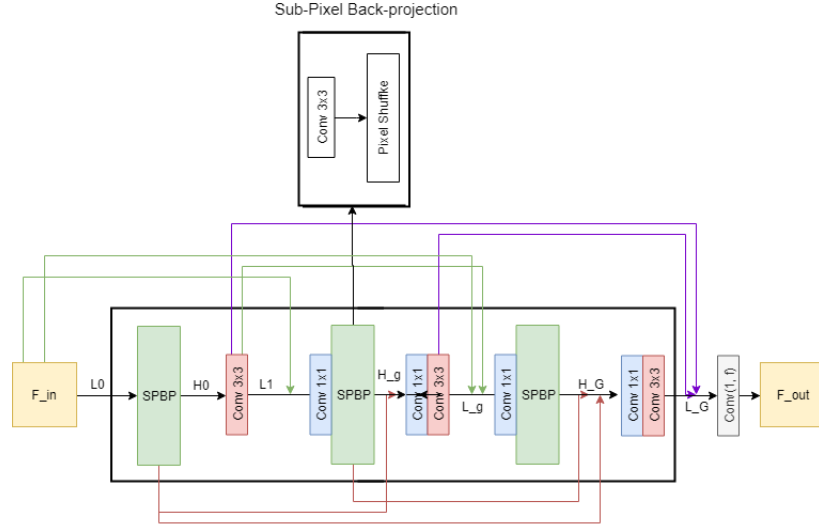 Sub-Pixel Back-projection
Conv 3x3
Pixel Shuffke
F_in
L0
SPBP
H0
Conv 3x3
L1
Conv 1x1
SPBP
H_g
Conv 1x1
Conv 3x3
L_g
Conv 1x1
SPBP
H_G
Conv 1x1
Conv 3x3
L_G
Conv(1, f)
F_out